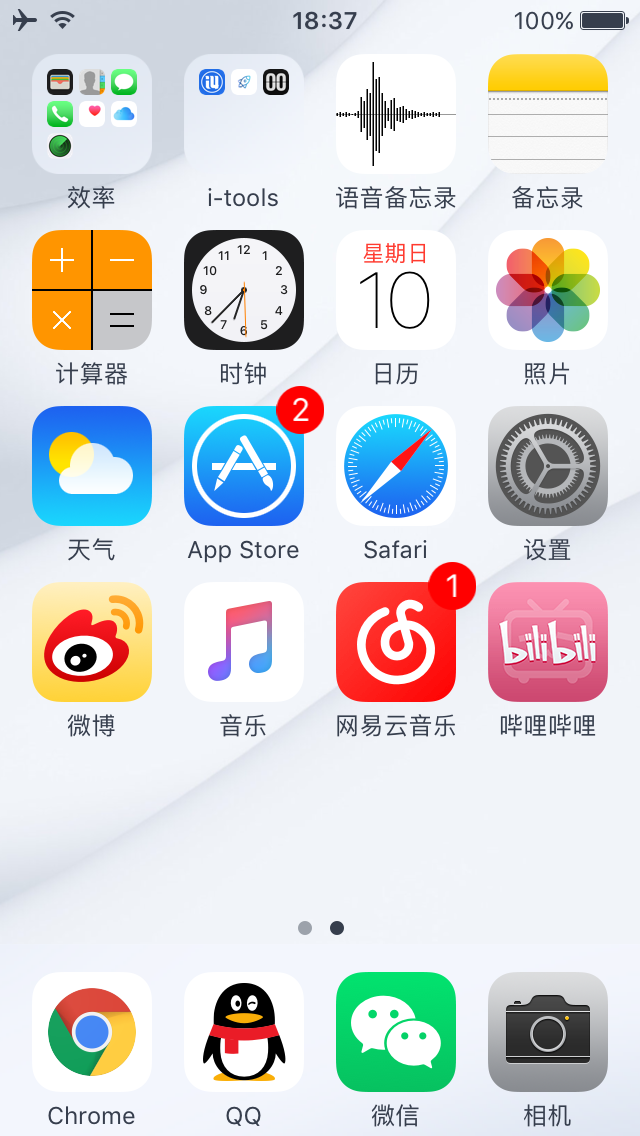 18:37
100%
iU
00
效率
i-tools
语音备忘录
备忘录
12
11
1
10
2
9
3
8
4
7
5
6
星期日
10
计算器
时钟
日历
照片
2
天气
App Store
Safari
设置
1
bilibili
微博
音乐
网易云音乐
哔哩哔哩
Chrome
QQ
微信
相机